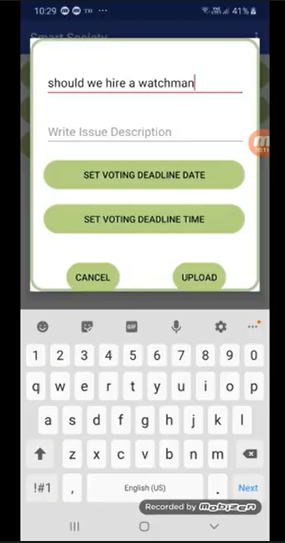 10:29
41%
Smart Society
should we hire a watchman
Write Issue Description
SET VOTING DEADLINE DATE
SET VOTING DEADLINE TIME
CANCEL
UPLOAD
GIF
1 2 3 4 5 6 7 8 9 0
q w e r t y u i o p
a s d f g h j k l
z x c v b n m
!#1 , English (US) . Next
Recorded by MOBIZEN